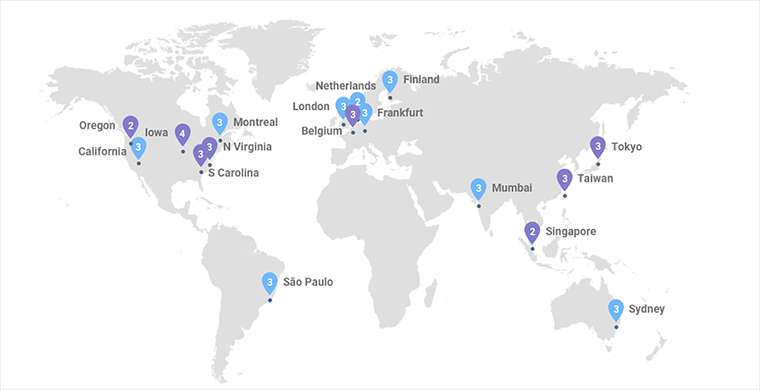 3 Finland
Netherlands
2
London 3
3 Frankfurt
Belgium 3
Oregon 2
Iowa 4
3 Montreal
California 3
3 N Virginia
3 S Carolina
3 Tokyo
3 Taiwan
3 Mumbai
2 Singapore
3 São Paulo
3 Sydney